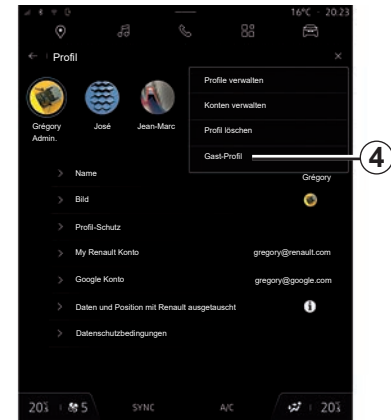 16°C 20:23
Profil
Profile verwalten
Konten verwalten
Profil löschen
Gast-Profil
4
Grégory
Admin.
José
Jean-Marc
Name
Grégory
Bild
Profil-Schutz
My Renault Konto
gregory@renault.com
Google Konto
gregory@google.com
Daten und Position mit Renault ausgetauscht
Datenschutzbedingungen
20⁵ 5 SYNC A/C 20⁵